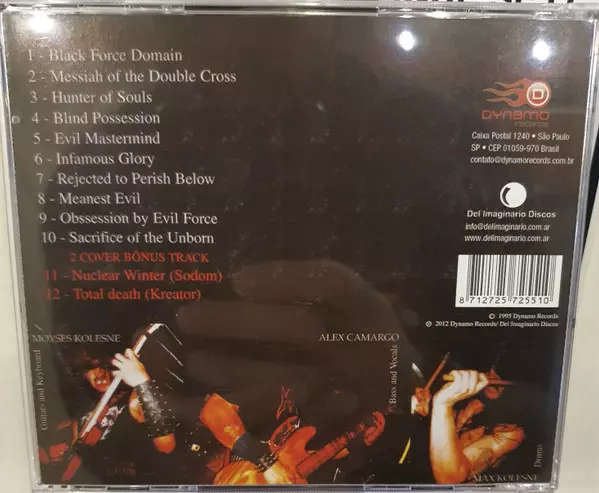 1 - Black Force Domain
2 - Messiah of the Double Cross
3 - Hunter of Souls
4 - Blind Possession
5 - Evil Mastermind
6 - Infamous Glory
7 - Rejected to Perish Below
8 - Meanest Evil
9 - Obssession by Evil Force
10 - Sacrifice of the Unborn
2 COVER BÔNUS TRACK
11 - Nuclear Winter (Sodom)
12 - Total death (Kreator)
D
DYNAMO
records
Caixa Postal 1240 • São Paulo
SP • CEP 01059-970 Brasil
contato@dynamorecords.com.br
Del Imaginario Discos
info@delimaginario.com.ar
www.delimaginario.com.ar
8 712725 725510
© 1995 Dynamo Records
℗ 2012 Dynamo Records/ Del Imaginario Discos
MOYSES KOLESNE
Guitars and Keyboard
ALEX CAMARGO
Bass and Vocals
MAX KOLESNE
Drums